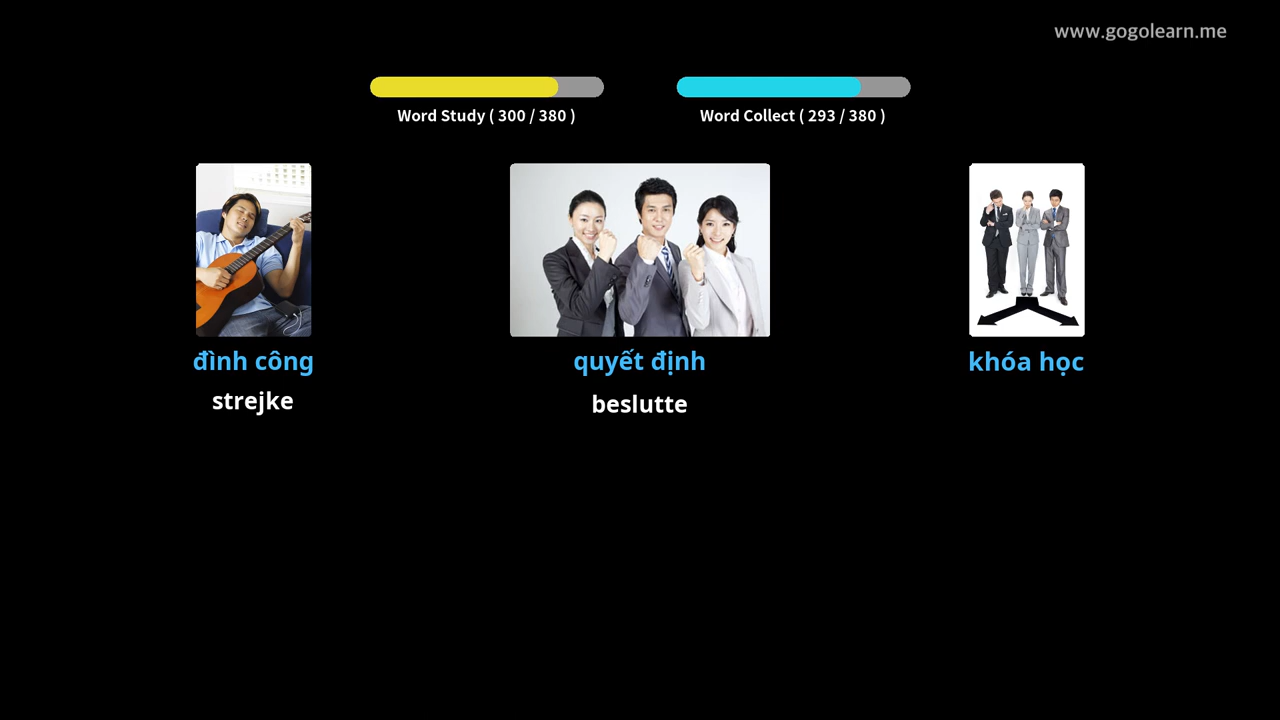 www.gogolearn.me
Word Study ( 300 / 380 )
Word Collect ( 293 / 380 )
đình công
quyết định
khóa học
strejke
beslutte